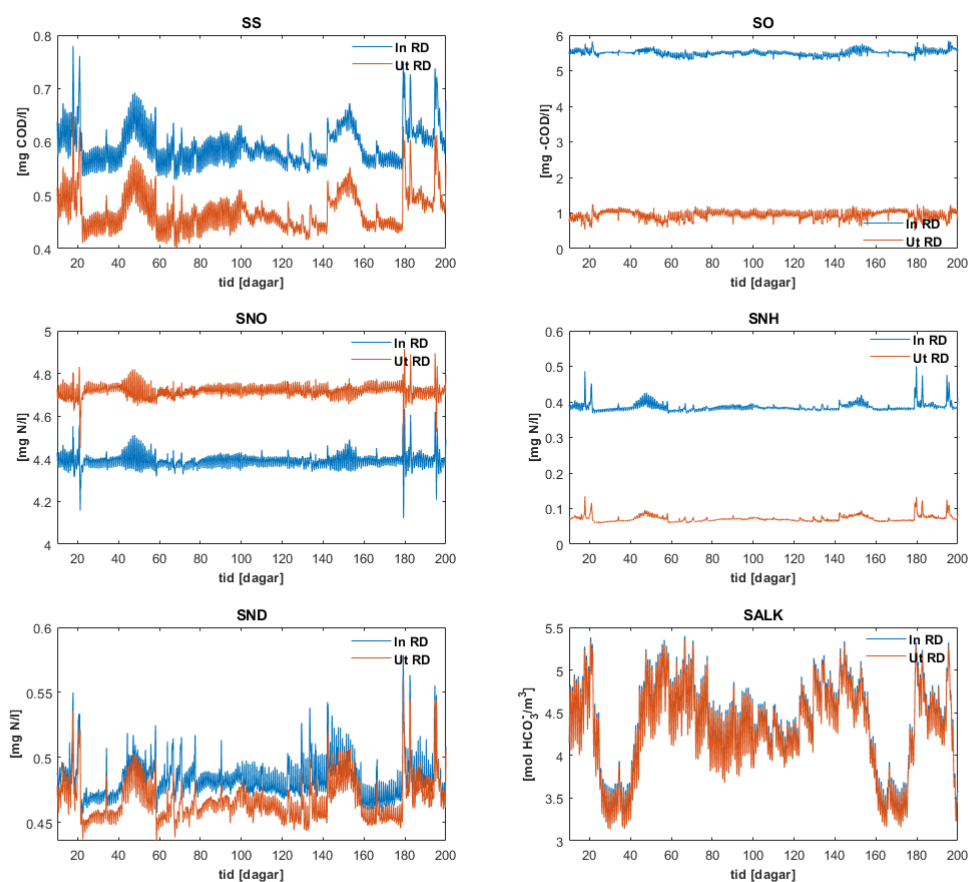 SS
0.8
0.7
0.6
0.5
0.4
[mg COD/l]
In RD
Ut RD
20 40 60 80 100 120 140 160 180 200
tid [dagar]
SO
6
5
4
3
2
1
0
[mg -COD/l]
In RD
Ut RD
20 40 60 80 100 120 140 160 180 200
tid [dagar]
SNO
5
4.8
4.6
4.4
4.2
4
[mg N/l]
In RD
Ut RD
20 40 60 80 100 120 140 160 180 200
tid [dagar]
SNH
0.6
0.5
0.4
0.3
0.2
0.1
0
[mg N/l]
In RD
Ut RD
20 40 60 80 100 120 140 160 180 200
tid [dagar]
SND
0.6
0.55
0.5
0.45
[mg N/l]
In RD
Ut RD
20 40 60 80 100 120 140 160 180 200
tid [dagar]
SALK
5.5
5
4.5
4
3.5
3
[mol HCO₃⁻/m³]
In RD
Ut RD
20 40 60 80 100 120 140 160 180 200
tid [dagar]